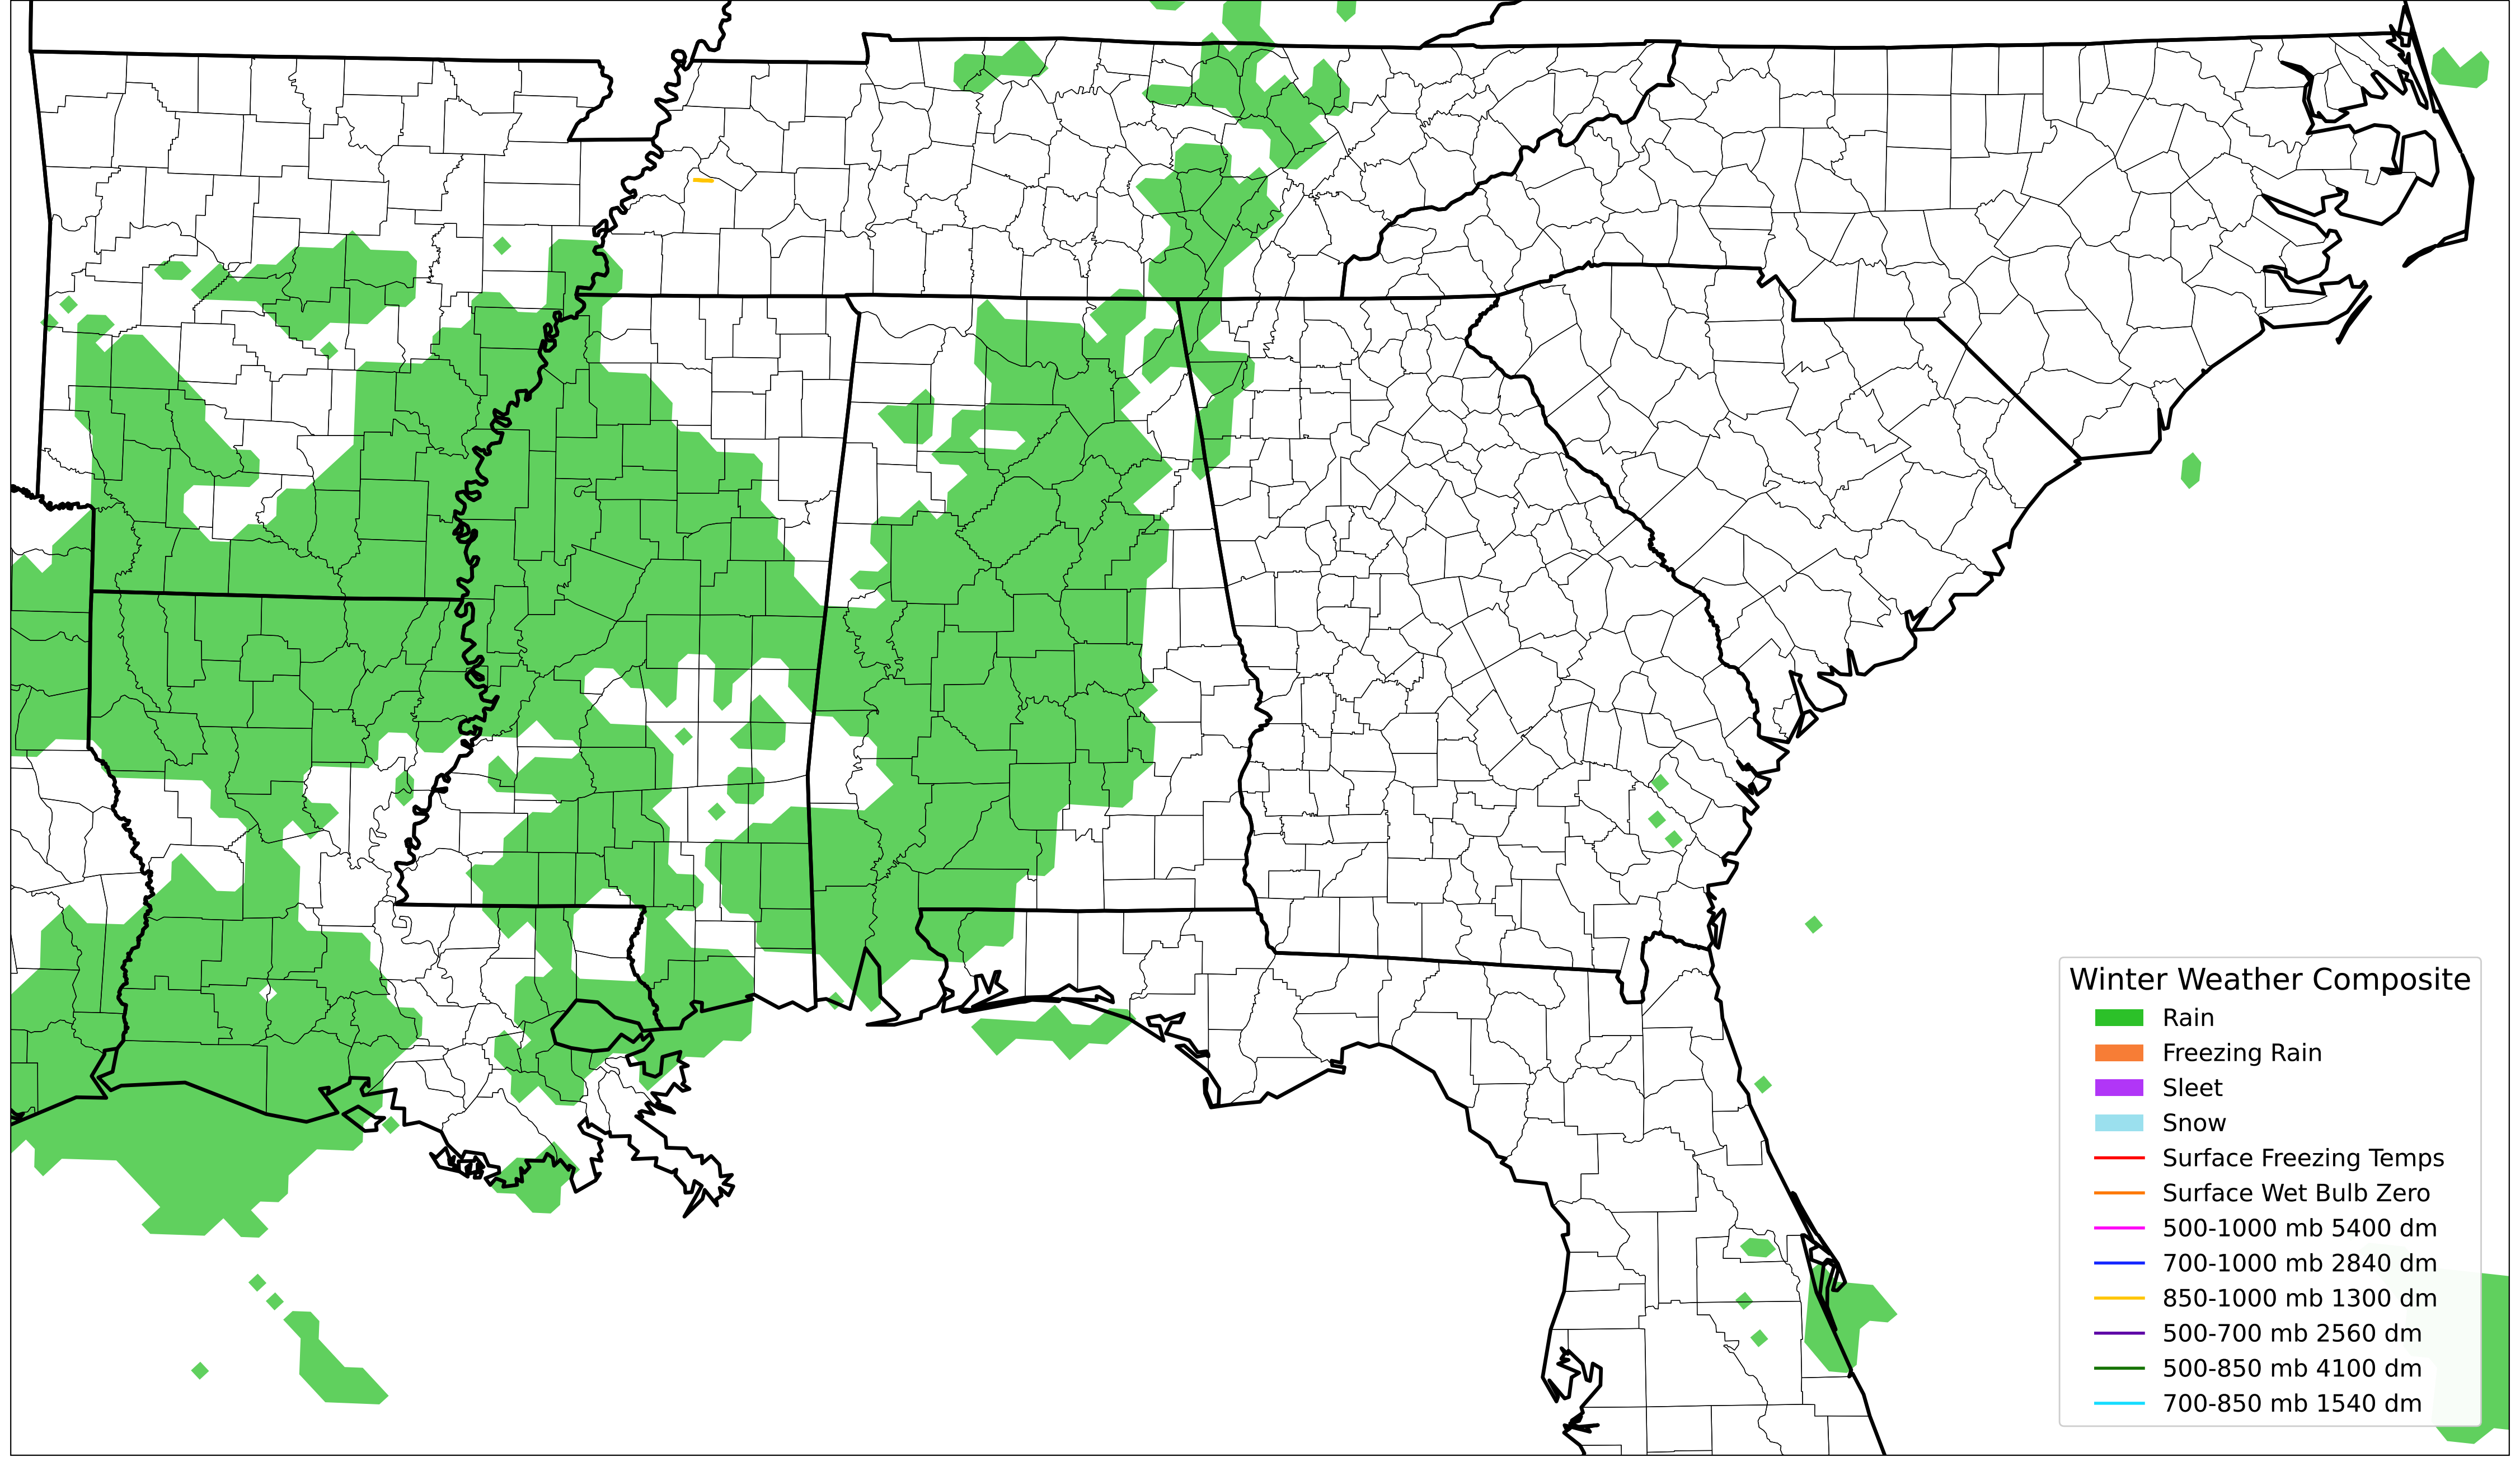 Winter Weather Composite
Rain
Freezing Rain
Sleet
Snow
Surface Freezing Temps
Surface Wet Bulb Zero
500-1000 mb 5400 dm
700-1000 mb 2840 dm
850-1000 mb 1300 dm
500-700 mb 2560 dm
500-850 mb 4100 dm
700-850 mb 1540 dm